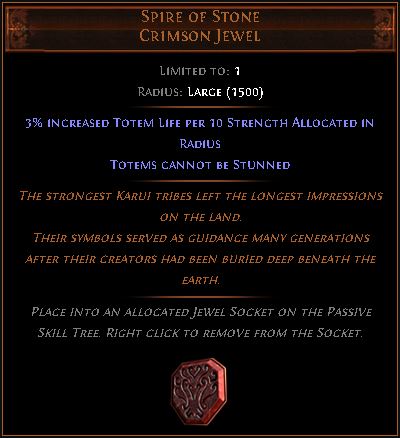 Spire of Stone
Crimson Jewel
Limited to: 1
Radius: Large (1500)
3% increased Totem Life per 10 Strength Allocated in
Radius
Totems cannot be Stunned
The strongest Karui tribes left the longest impressions
on the land.
Their symbols served as guidance many generations
after their creators had been buried deep beneath the
earth.
Place into an allocated Jewel Socket on the Passive
Skill Tree. Right click to remove from the Socket.